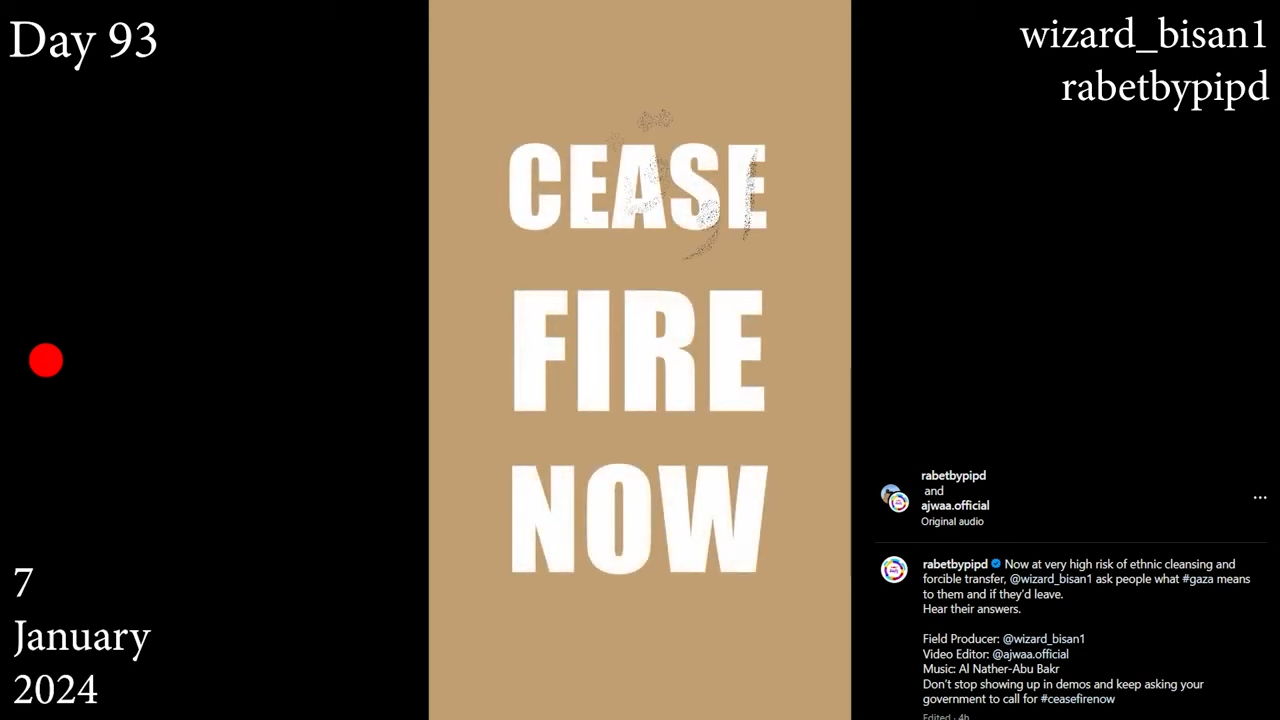 Day 93
wizard_bisan1
rabetbypipd
CEASE
FIRE
NOW
7
January
2024
rabetbypipd
and
ajwaa.official
Original audio
rabetbypipd Now at very high risk of ethnic cleansing and
forcible transfer, @wizard_bisan1 ask people what #gaza means
to them and if they'd leave.
Hear their answers.
Field Producer: @wizard_bisan1
Video Editor: @ajwaa.official
Music: Al Nather-Abu Bakr
Don't stop showing up in demos and keep asking your
government to call for #ceasefirenow
Edited · 4h